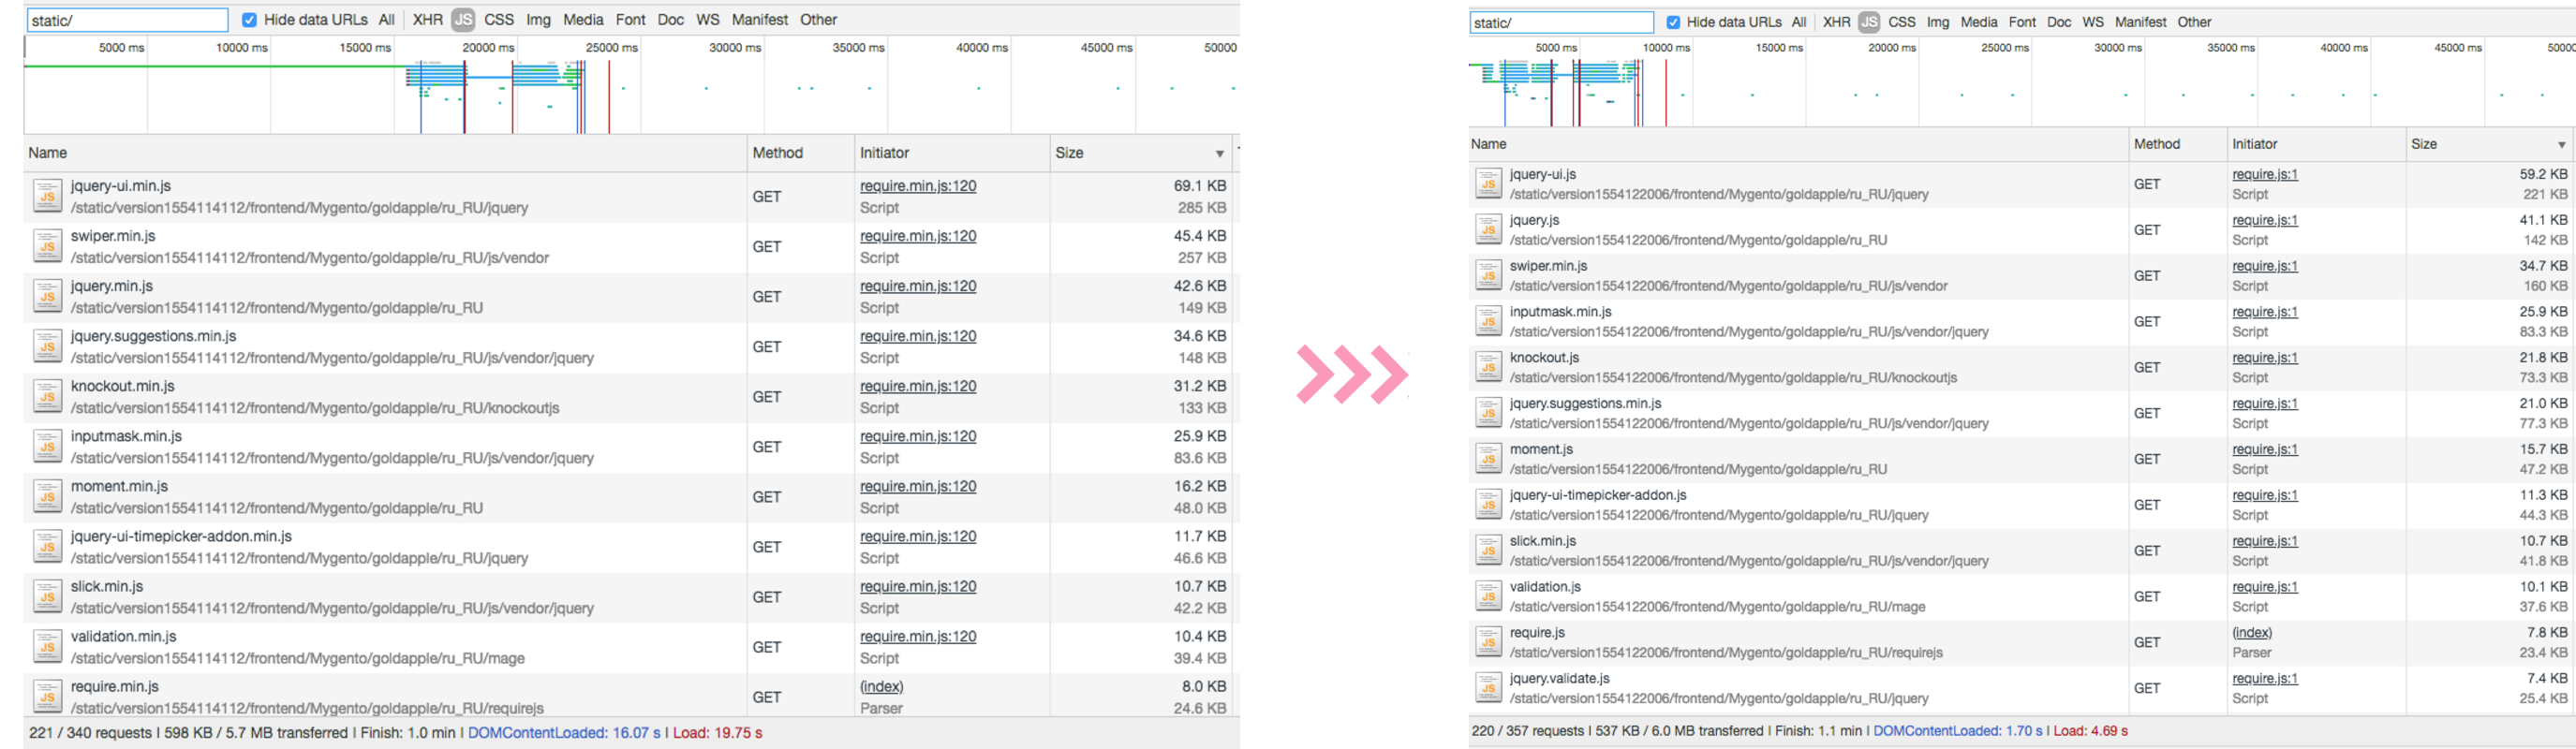 static/ Hide data URLs All XHR JS CSS Img Media Font Doc WS Manifest Other
5000 ms 10000 ms 15000 ms 20000 ms 25000 ms 30000 ms 35000 ms 40000 ms 45000 ms 50000
Name Method Initiator Size
jquery-ui.min.js GET require.min.js:120 69.1 KB
/static/version1554114112/frontend/Mygento/goldapple/ru_RU/jquery Script 285 KB
swiper.min.js GET require.min.js:120 45.4 KB
/static/version1554114112/frontend/Mygento/goldapple/ru_RU/js/vendor Script 257 KB
jquery.min.js GET require.min.js:120 42.6 KB
/static/version1554114112/frontend/Mygento/goldapple/ru_RU Script 149 KB
jquery.suggestions.min.js GET require.min.js:120 34.6 KB
/static/version1554114112/frontend/Mygento/goldapple/ru_RU/js/vendor/jquery Script 148 KB
knockout.min.js GET require.min.js:120 31.2 KB
/static/version1554114112/frontend/Mygento/goldapple/ru_RU/knockoutjs Script 133 KB
inputmask.min.js GET require.min.js:120 25.9 KB
/static/version1554114112/frontend/Mygento/goldapple/ru_RU/js/vendor/jquery Script 83.6 KB
moment.min.js GET require.min.js:120 16.2 KB
/static/version1554114112/frontend/Mygento/goldapple/ru_RU Script 48.0 KB
jquery-ui-timepicker-addon.min.js GET require.min.js:120 11.7 KB
/static/version1554114112/frontend/Mygento/goldapple/ru_RU/jquery Script 46.6 KB
slick.min.js GET require.min.js:120 10.7 KB
/static/version1554114112/frontend/Mygento/goldapple/ru_RU/js/vendor/jquery Script 42.2 KB
validation.min.js GET require.min.js:120 10.4 KB
/static/version1554114112/frontend/Mygento/goldapple/ru_RU/mage Script 39.4 KB
require.min.js GET (index) 8.0 KB
/static/version1554114112/frontend/Mygento/goldapple/ru_RU/requirejs Parser 24.6 KB
221 / 340 requests | 598 KB / 5.7 MB transferred | Finish: 1.0 min | DOMContentLoaded: 16.07 s | Load: 19.75 s
static/ Hide data URLs All XHR JS CSS Img Media Font Doc WS Manifest Other
5000 ms 10000 ms 15000 ms 20000 ms 25000 ms 30000 ms 35000 ms 40000 ms 45000 ms 50000
Name Method Initiator Size
jquery-ui.js GET require.js:1 59.2 KB
/static/version1554122006/frontend/Mygento/goldapple/ru_RU/jquery Script 221 KB
jquery.js GET require.js:1 41.1 KB
/static/version1554122006/frontend/Mygento/goldapple/ru_RU Script 142 KB
swiper.min.js GET require.js:1 34.7 KB
/static/version1554122006/frontend/Mygento/goldapple/ru_RU/js/vendor Script 160 KB
inputmask.min.js GET require.js:1 25.9 KB
/static/version1554122006/frontend/Mygento/goldapple/ru_RU/js/vendor/jquery Script 83.3 KB
knockout.js GET require.js:1 21.8 KB
/static/version1554122006/frontend/Mygento/goldapple/ru_RU/knockoutjs Script 73.3 KB
jquery.suggestions.min.js GET require.js:1 21.0 KB
/static/version1554122006/frontend/Mygento/goldapple/ru_RU/js/vendor/jquery Script 77.3 KB
moment.js GET require.js:1 15.7 KB
/static/version1554122006/frontend/Mygento/goldapple/ru_RU Script 47.2 KB
jquery-ui-timepicker-addon.js GET require.js:1 11.3 KB
/static/version1554122006/frontend/Mygento/goldapple/ru_RU/jquery Script 44.3 KB
slick.min.js GET require.js:1 10.7 KB
/static/version1554122006/frontend/Mygento/goldapple/ru_RU/js/vendor/jquery Script 41.8 KB
validation.js GET require.js:1 10.1 KB
/static/version1554122006/frontend/Mygento/goldapple/ru_RU/mage Script 37.6 KB
require.js GET (index) 7.8 KB
/static/version1554122006/frontend/Mygento/goldapple/ru_RU/requirejs Parser 23.4 KB
jquery.validate.js GET require.js:1 7.4 KB
/static/version1554122006/frontend/Mygento/goldapple/ru_RU/jquery Script 25.4 KB
220 / 357 requests | 537 KB / 6.0 MB transferred | Finish: 1.1 min | DOMContentLoaded: 1.70 s | Load: 4.69 s